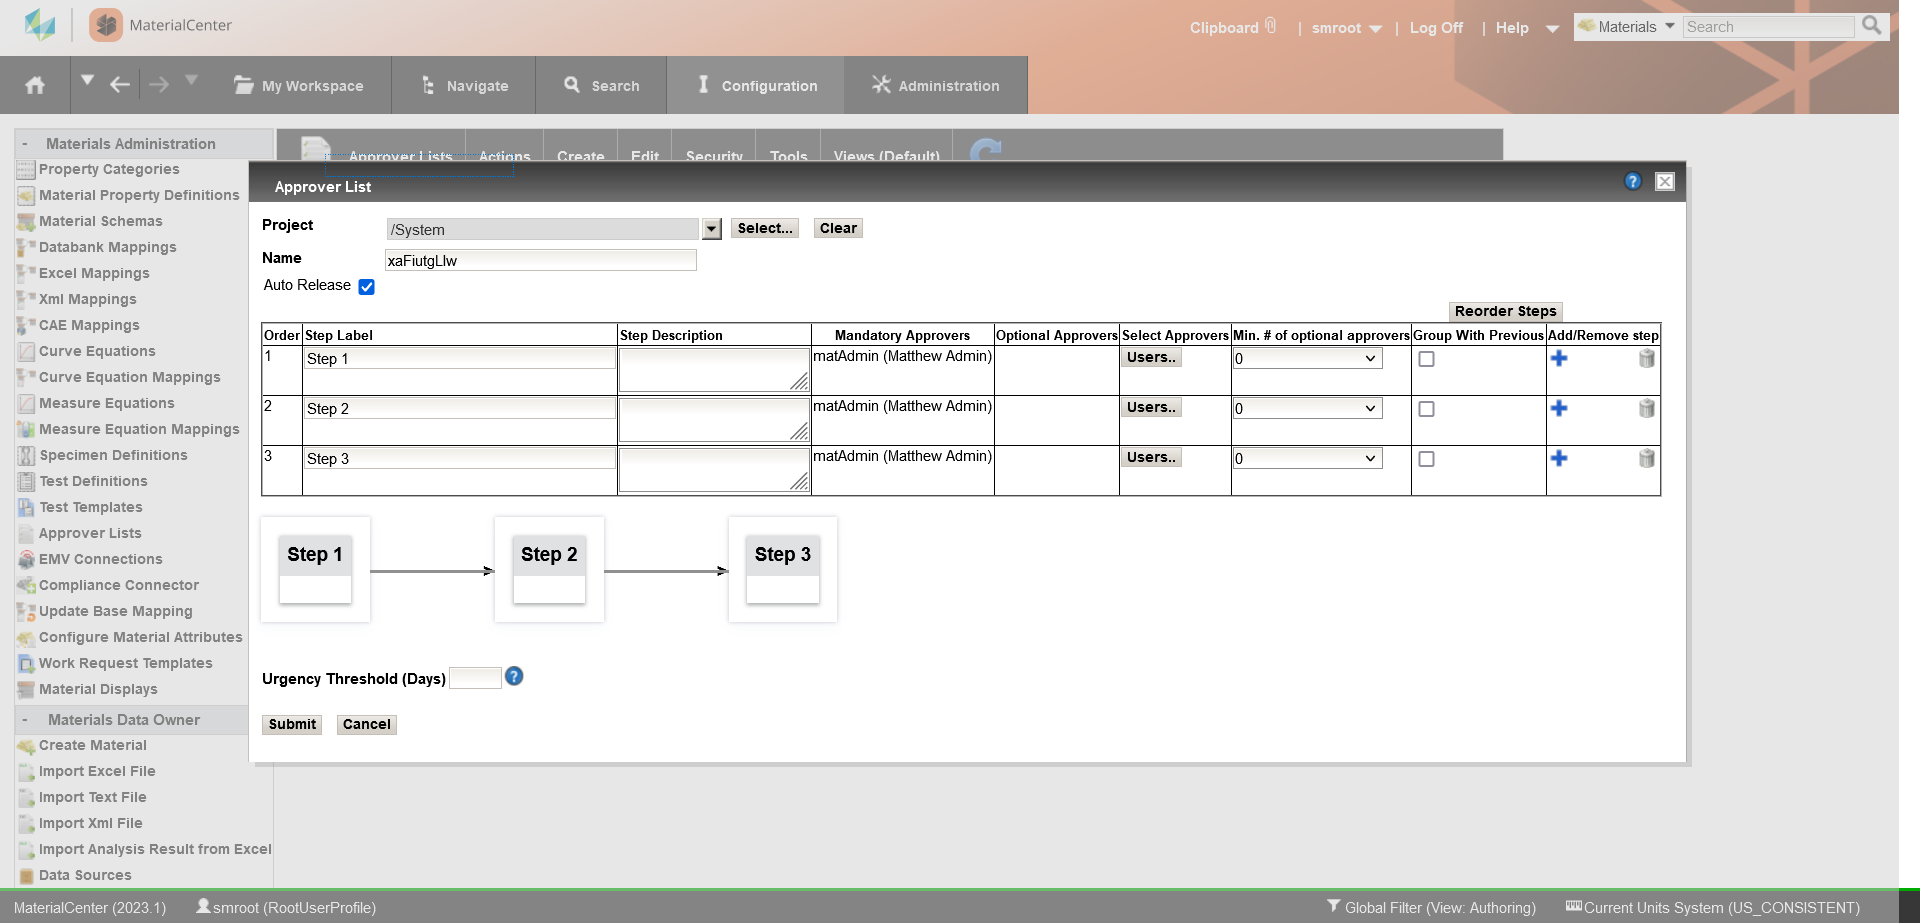 MaterialCenter
Clipboard | smroot | Log Off | Help
Materials Search
My Workspace Navigate Search Configuration Administration
- Materials Administration
Property Categories
Material Property Definitions
Material Schemas
Databank Mappings
Excel Mappings
Xml Mappings
CAE Mappings
Curve Equations
Curve Equation Mappings
Measure Equations
Measure Equation Mappings
Specimen Definitions
Test Definitions
Test Templates
Approver Lists
EMV Connections
Compliance Connector
Update Base Mapping
Configure Material Attributes
Work Request Templates
Material Displays
- Materials Data Owner
Create Material
Import Excel File
Import Text File
Import Xml File
Import Analysis Result from Excel
Data Sources
Approver Lists Actions Create Edit Security Tools Views (Default)
Approver List
Project /System Select... Clear
Name xaFiutgLlw
Auto Release
Reorder Steps
Order Step Label Step Description Mandatory Approvers Optional Approvers Select Approvers Min. # of optional approvers Group With Previous Add/Remove step
1 Step 1 matAdmin (Matthew Admin) Users.. 0
2 Step 2 matAdmin (Matthew Admin) Users.. 0
3 Step 3 matAdmin (Matthew Admin) Users.. 0
Step 1 Step 2 Step 3
Urgency Threshold (Days)
Submit Cancel
MaterialCenter (2023.1) smroot (RootUserProfile) Global Filter (View: Authoring) Current Units System (US_CONSISTENT)